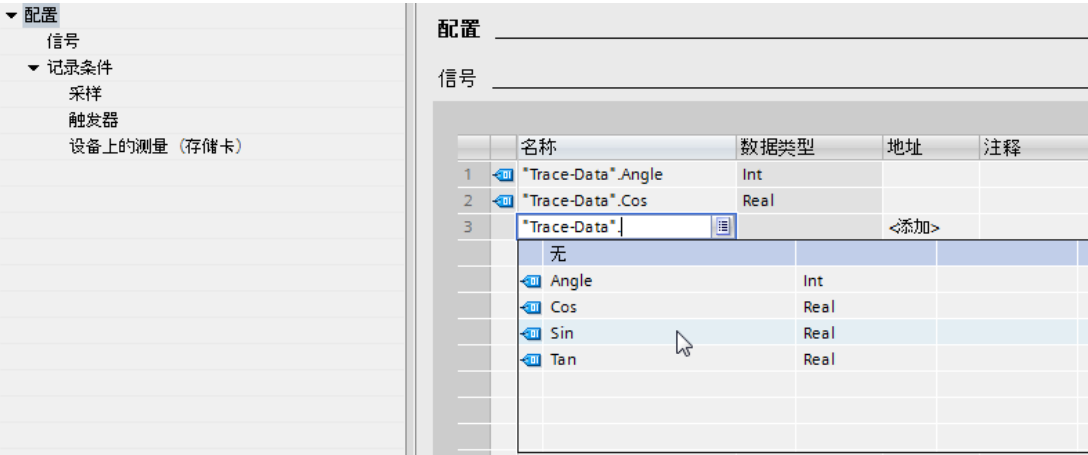 配置
信号
记录条件
采样
触发器
设备上的测量（存储卡）
配置
信号
名称 数据类型 地址 注释
1 "Trace-Data".Angle Int
2 "Trace-Data".Cos Real
3 "Trace-Data". <添加>
无
Angle Int
Cos Real
Sin Real
Tan Real